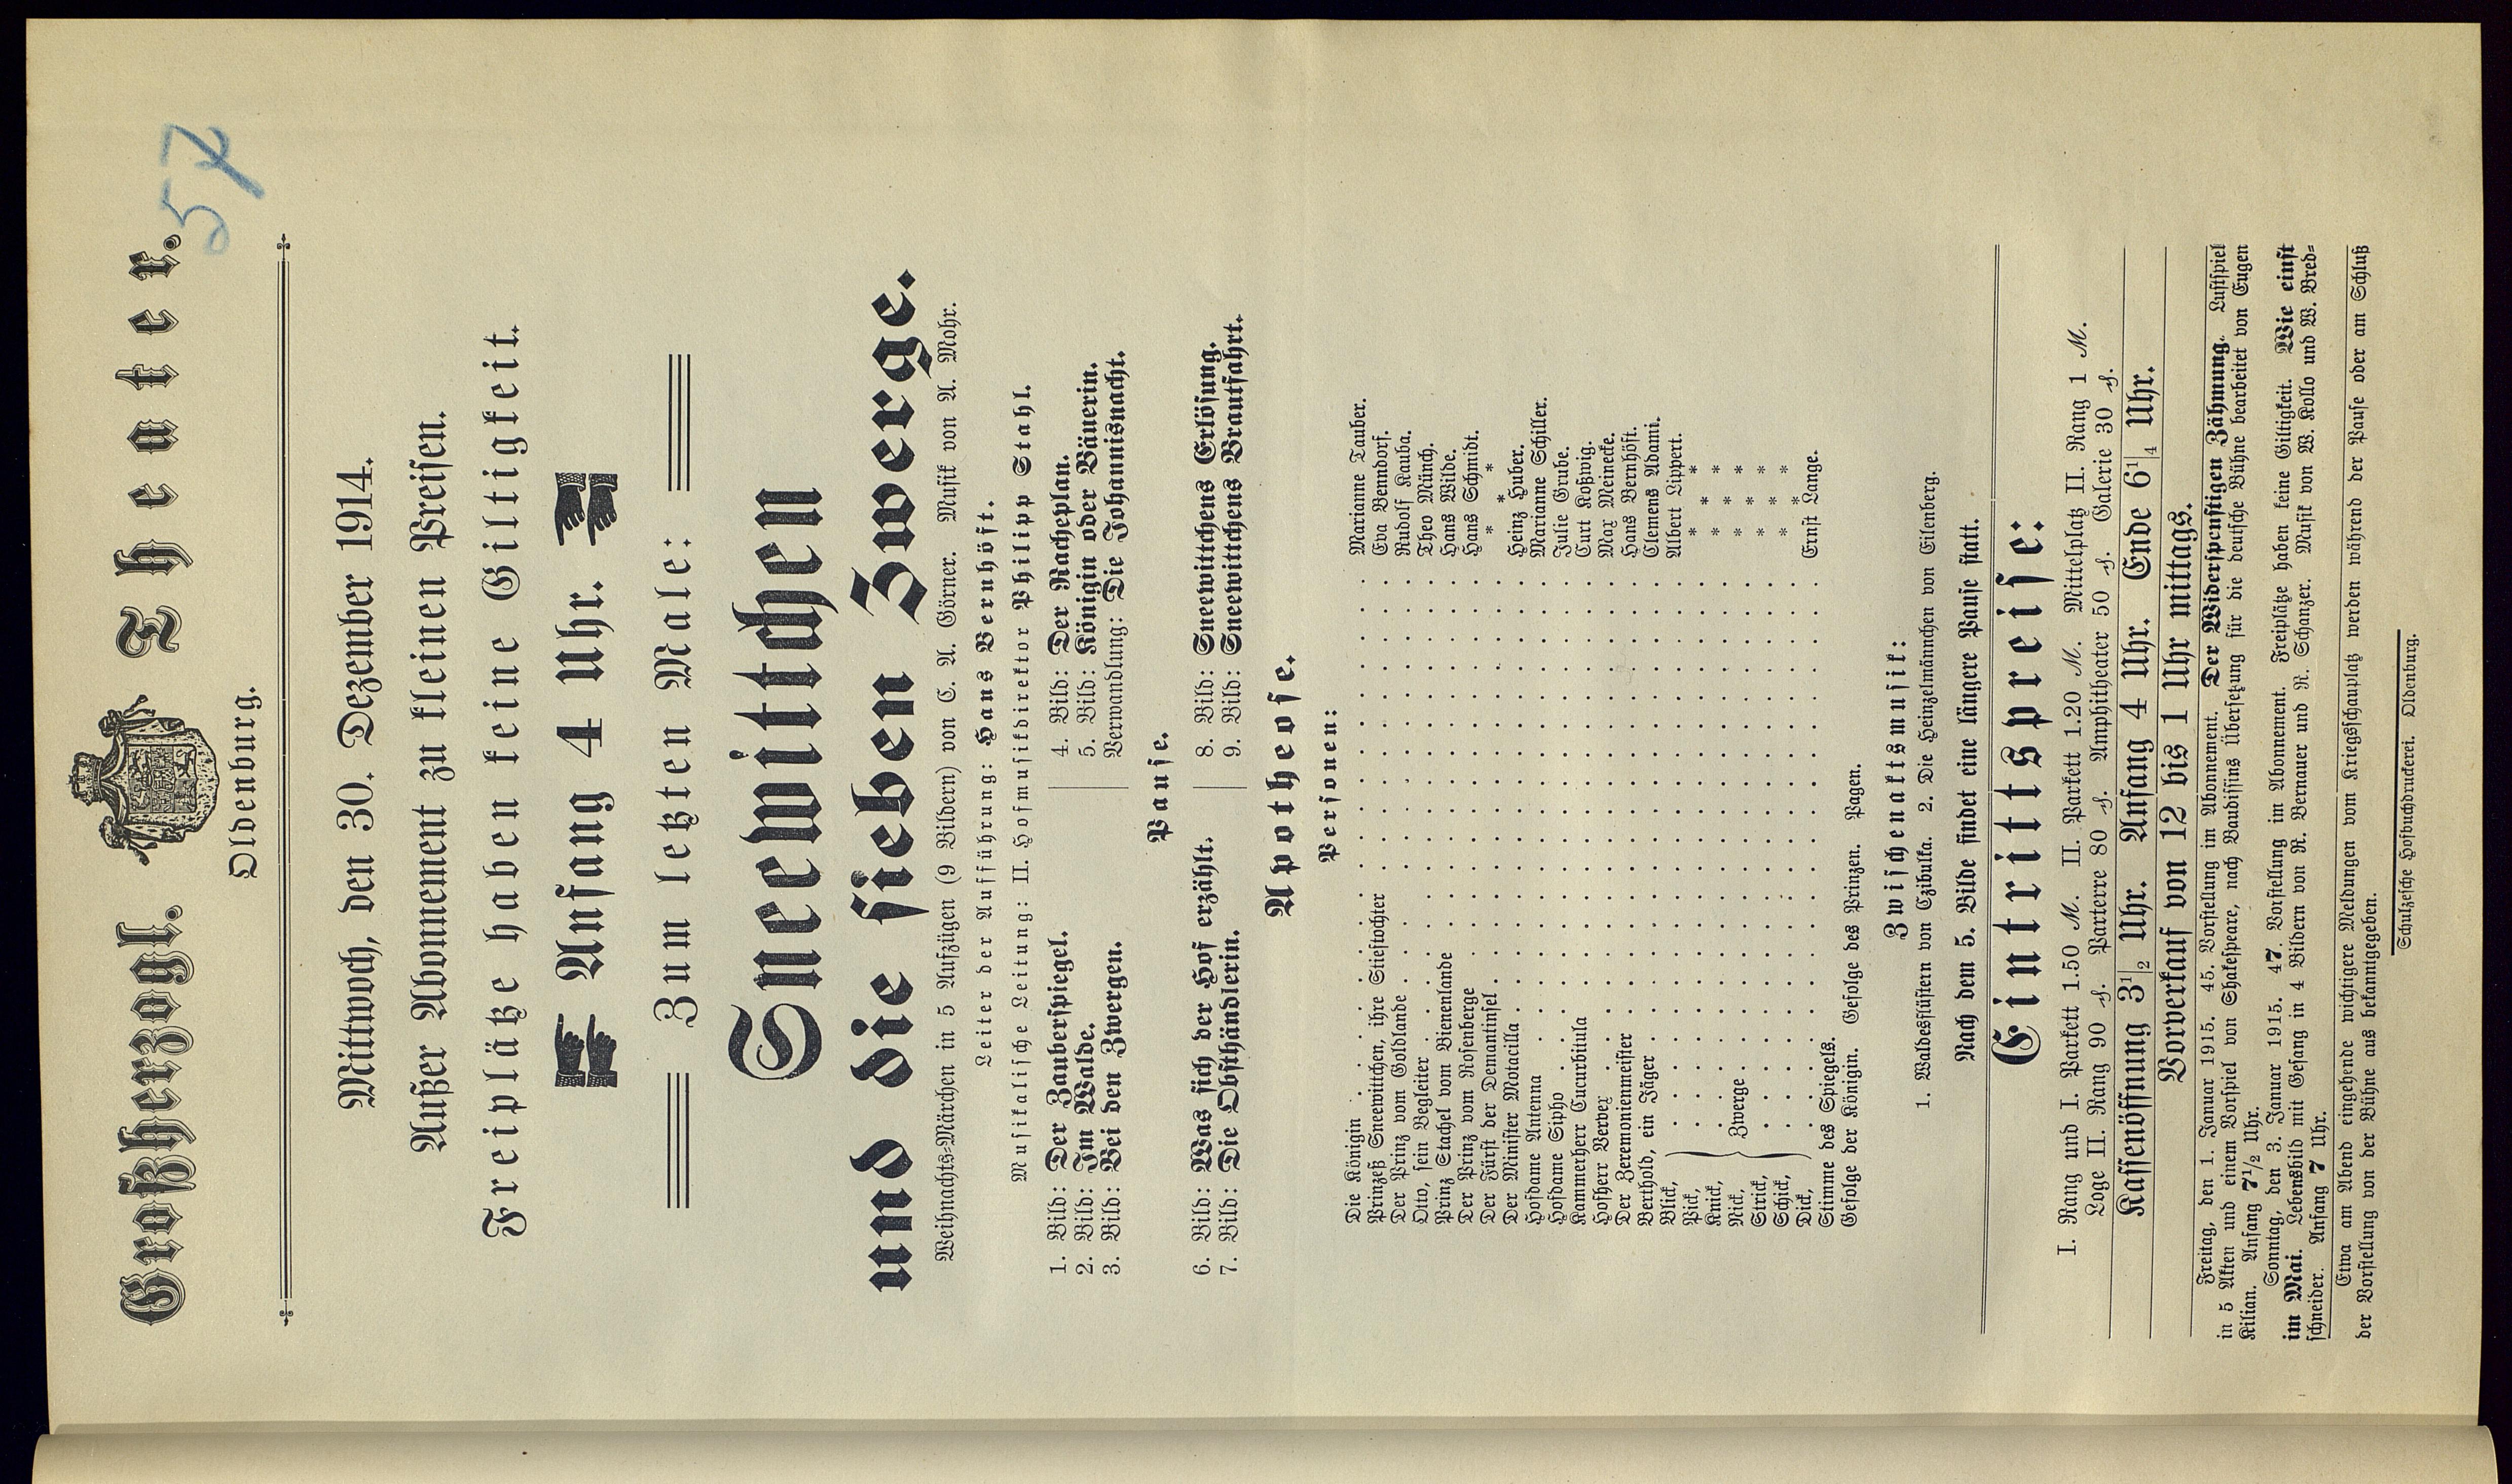 57
Großherzogl. Theater.
Oldenburg.
Mittwoch, den 30. Dezember 1914.
Außer Abonnement zu kleinen Preisen.
Freiplätze haben keine Giltigkeit.
Anfang 4 Uhr.
Zum letzten Male:
Sneewittchen
und die sieben Zwerge.
Weihnachts-Märchen in 5 Aufzügen (9 Bildern) von C. A. Görner. Musik von A. Mohr.
Leiter der Aufführung: Hans Bernhöft.
Musikalische Leitung: II. Hofmusikdirektor Philipp Stahl.
1. Bild: Der Zauberspiegel.
2. Bild: Im Walde.
3. Bild: Bei den Zwergen.
4. Bild: Der Racheplan.
5. Bild: Königin oder Bäuerin.
Verwandlung: Die Johannisnacht.
Pause.
6. Bild: Was sich der Hof erzählt.
7. Bild: Die Obsthändlerin.
8. Bild: Sneewittchens Erlösung.
9. Bild: Sneewittchens Brautfahrt.
Apotheose.
Personen:
Die Königin . . . Marianne Tauber.
Prinzeß Sneewittchen, ihre Stieftochter . . . Eva Benndorf.
Der Prinz vom Goldlande . . . Rudolf Kauba.
Otto, sein Begleiter . . . Theo Münch.
Prinz Stachel vom Bienenlande . . . Hans Wilde.
Der Prinz vom Rosenberge . . . Hans Schmidt.
Der Fürst der Demantinsel . . . * * *
Der Minister Motacilla . . . Heinz Huber.
Hofdame Antenna . . . Marianne Schiller.
Hofdame Sipho . . . Julie Grube.
Kammerherr Cucurbitula . . . Curt Koßwig.
Hofherr Verbex . . . Max Meinecke.
Der Zeremonienmeister . . . Hans Bernhöft.
Berthold, ein Jäger . . . Clemens Adami.
Blick, . . . Albert Lippert.
Pick, . . . * * *
Knick, . . . * * *
Nick, Zwerge . . . * * *
Strick, . . . * * *
Schick, . . . * * *
Dick, . . . * * *
Stimme des Spiegels. . . . Ernst Lange.
Gefolge der Königin. Gefolge des Prinzen. Pagen.
Zwischenaktsmusik:
1. Waldesflüstern von Czibulka. 2. Die Heinzelmännchen von Eilenberg.
Nach dem 5. Bilde findet eine längere Pause statt.
Eintrittspreise:
I. Rang und I. Parkett 1.50 M. II. Parkett 1.20 M. Mittelplatz II. Rang 1 M.
Loge II. Rang 90 ₰. Parterre 80 ₰. Amphitheater 50 ₰. Galerie 30 ₰.
Kassenöffnung 3 1/2 Uhr. Anfang 4 Uhr. Ende 6 1/4 Uhr.
Vorverkauf von 12 bis 1 Uhr mittags.
Freitag, den 1. Januar 1915. 45. Vorstellung im Abonnement. Der Widerspenstigen Zähmung. Lustspiel
in 5 Akten und einem Vorspiel von Shakespeare, nach Baudissins Übersetzung für die deutsche Bühne bearbeitet von Eugen
Kilian. Anfang 7 1/2 Uhr.
Sonntag, den 3. Januar 1915. 47. Vorstellung im Abonnement. Freiplätze haben keine Giltigkeit. Wie einst
im Mai. Lebensbild mit Gesang in 4 Bildern von R. Bernauer und R. Schanzer. Musik von W. Kollo und W. Bred-
schneider. Anfang 7 Uhr.
Etwa am Abend eingehende wichtigere Meldungen vom Kriegsschauplatz werden während der Pause oder am Schluß
der Vorstellung von der Bühne aus bekanntgegeben.
Schulzesche Hofbuchdruckerei. Oldenburg.